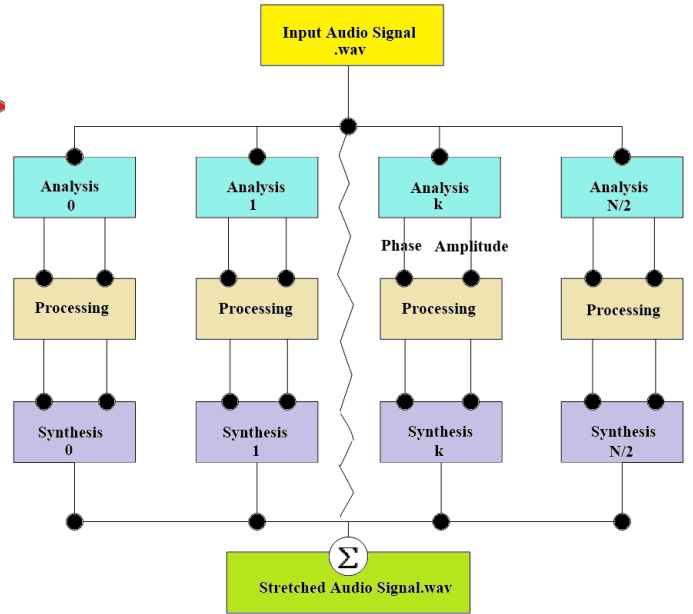 Input Audio Signal
.wav
Analysis
0
Analysis
1
Analysis
k
Analysis
N/2
Phase
Amplitude
Processing
Processing
Processing
Processing
Synthesis
0
Synthesis
1
Synthesis
k
Synthesis
N/2
Σ
Stretched Audio Signal.wav